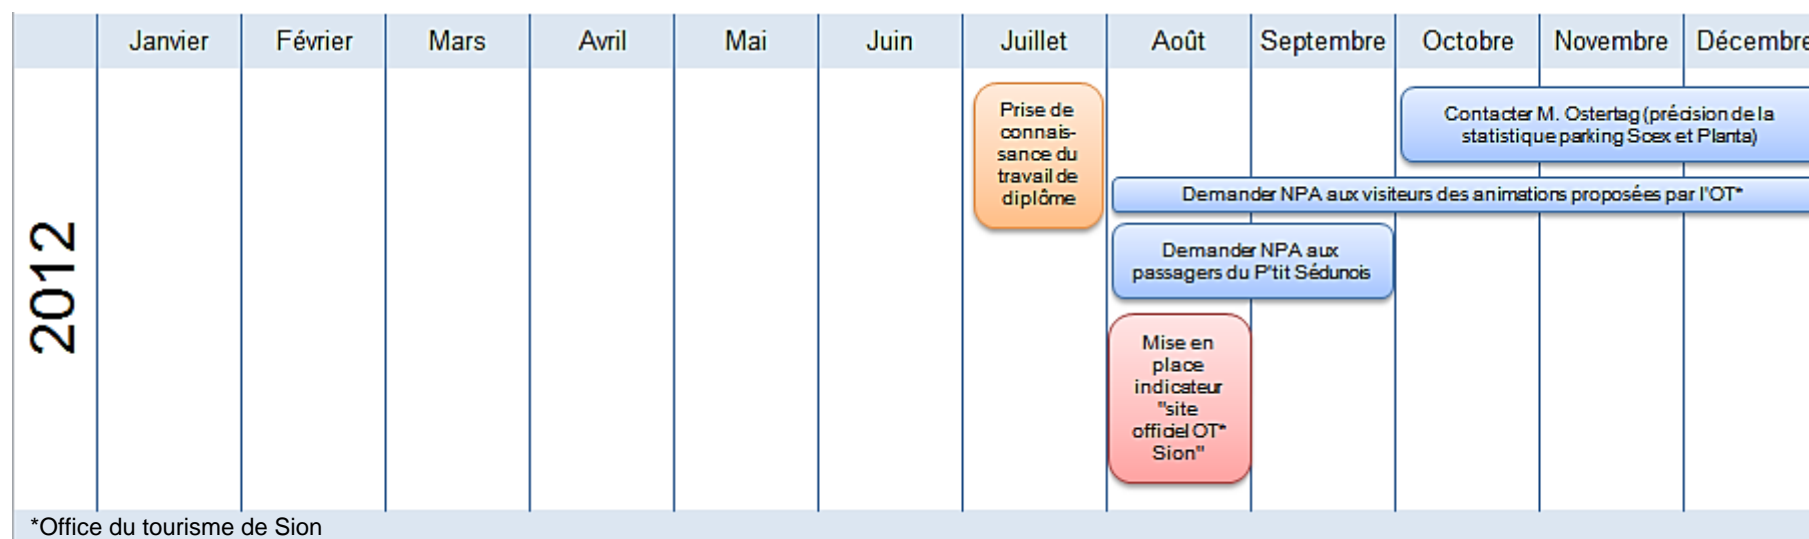 Janvier Février Mars Avril Mai Juin Juillet Août Septembre Octobre Novembre Décembre
2012
Prise de
connais-
sance du
travail de
diplôme
Contacter M. Ostertag (précision de la
statistique parking Scex et Planta)
Demander NPA aux visiteurs des animations proposées par l'OT*
Demander NPA aux
passagers du P'tit Sédunois
Mise en
place
indicateur
"site
officiel OT*
Sion"
*Office du tourisme de Sion